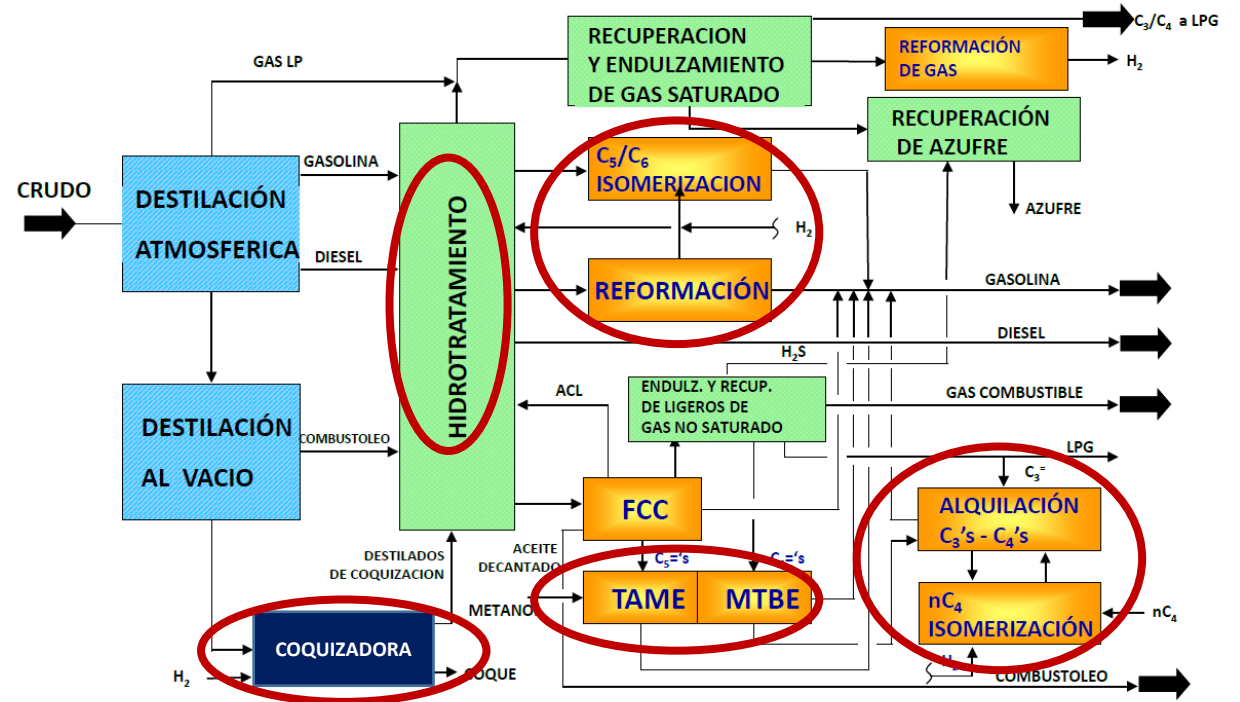 C3/C4 a LPG
RECUPERACION
Y ENDULZAMIENTO
DE GAS SATURADO
REFORMACIÓN
DE GAS
H2
GAS LP
RECUPERACIÓN
DE AZUFRE
AZUFRE
CRUDO
DESTILACIÓN
ATMOSFERICA
GASOLINA
DIESEL
HIDROTRATAMIENTO
C5/C6
ISOMERIZACION
H2
REFORMACIÓN
GASOLINA
DIESEL
H2S
ENDULZ. Y RECUP.
DE LIGEROS DE
GAS NO SATURADO
GAS COMBUSTIBLE
ACL
DESTILACIÓN
AL VACIO
COMBUSTOLEO
LPG
C3=
ALQUILACIÓN
C3's - C4's
FCC
DESTILADOS
DE COQUIZACION
ACEITE
DECANTADO
C5='s
='s
TAME
MTBE
nC4
ISOMERIZACIÓN
nC4
COQUIZADORA
H2
COQUE
H2
COMBUSTOLEO